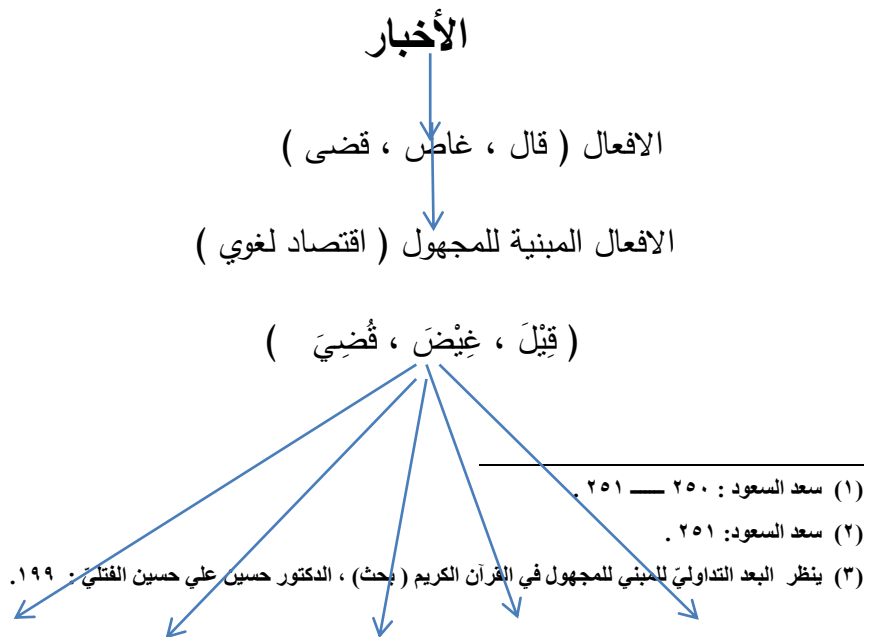 الأخبار
الافعال ( قال ، غاض ، قضى )
الافعال المبنية للمجهول ( اقتصاد لغوي )
( قِيْلَ ، غِيْضَ ، قُضِيَ )
(١) سعد السعود : ٢٥٠ ــــ ٢٥١ .
(٢) سعد السعود: ٢٥١ .
(٣) ينظر البعد التداوليّ للمبني للمجهول في القرآن الكريم ( بحث) ، الدكتور حسين علي حسين الفتليّ : ١٩٩.